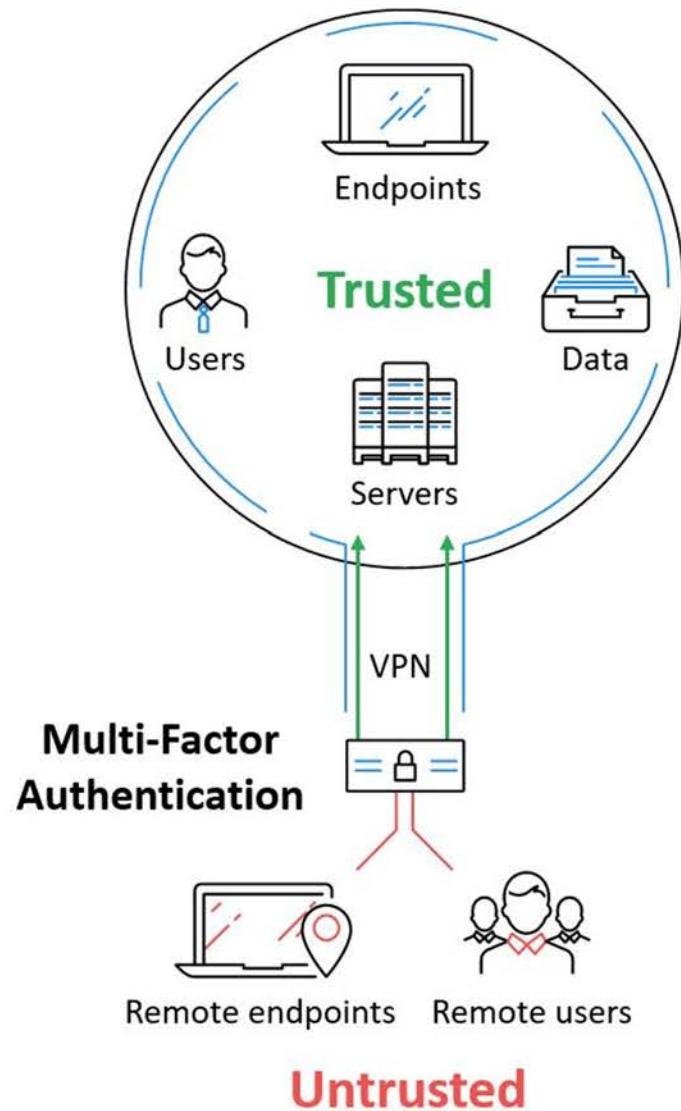 Endpoints
Trusted
Users
Data
Servers
VPN
Multi-Factor
Authentication
Remote endpoints
Remote users
Untrusted